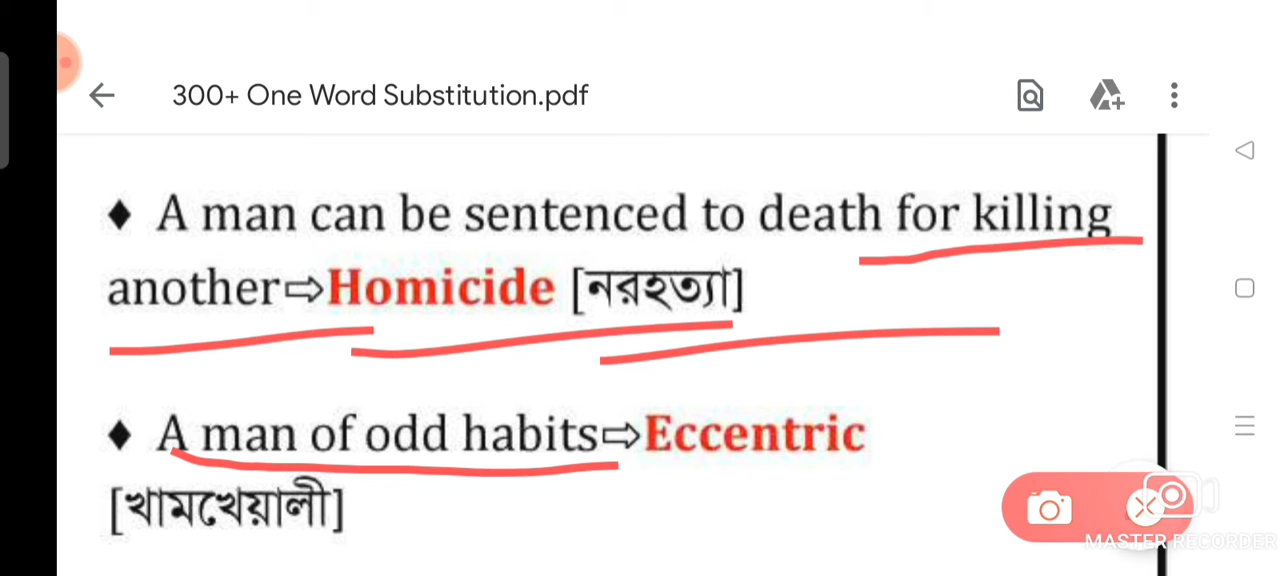 300+ One Word Substitution.pdf
♦ A man can be sentenced to death for killing
another⇨Homicide [নরহত্যা]
♦ A man of odd habits⇨Eccentric
[খামখেয়ালী]
MASTER RECORDER